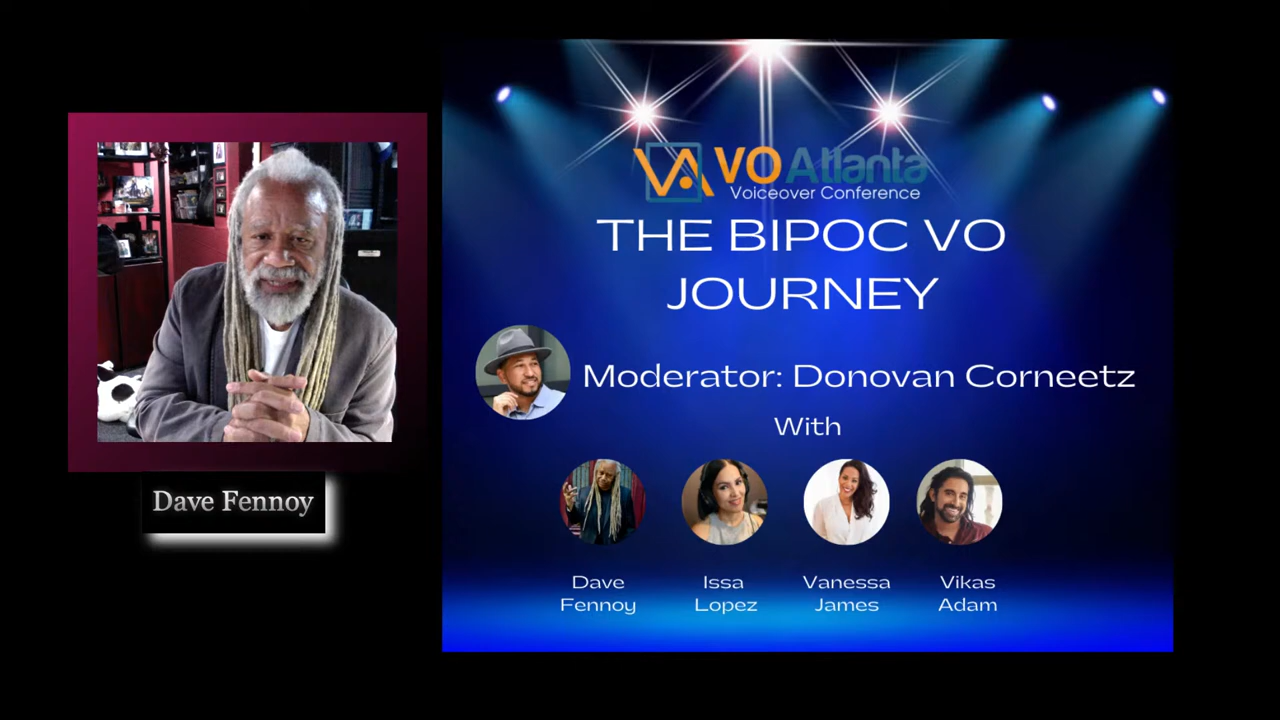 Dave Fennoy
VO Atlanta
Voiceover Conference
THE BIPOC VO
JOURNEY
Moderator: Donovan Corneetz
With
Dave
Fennoy
Issa
Lopez
Vanessa
James
Vikas
Adam